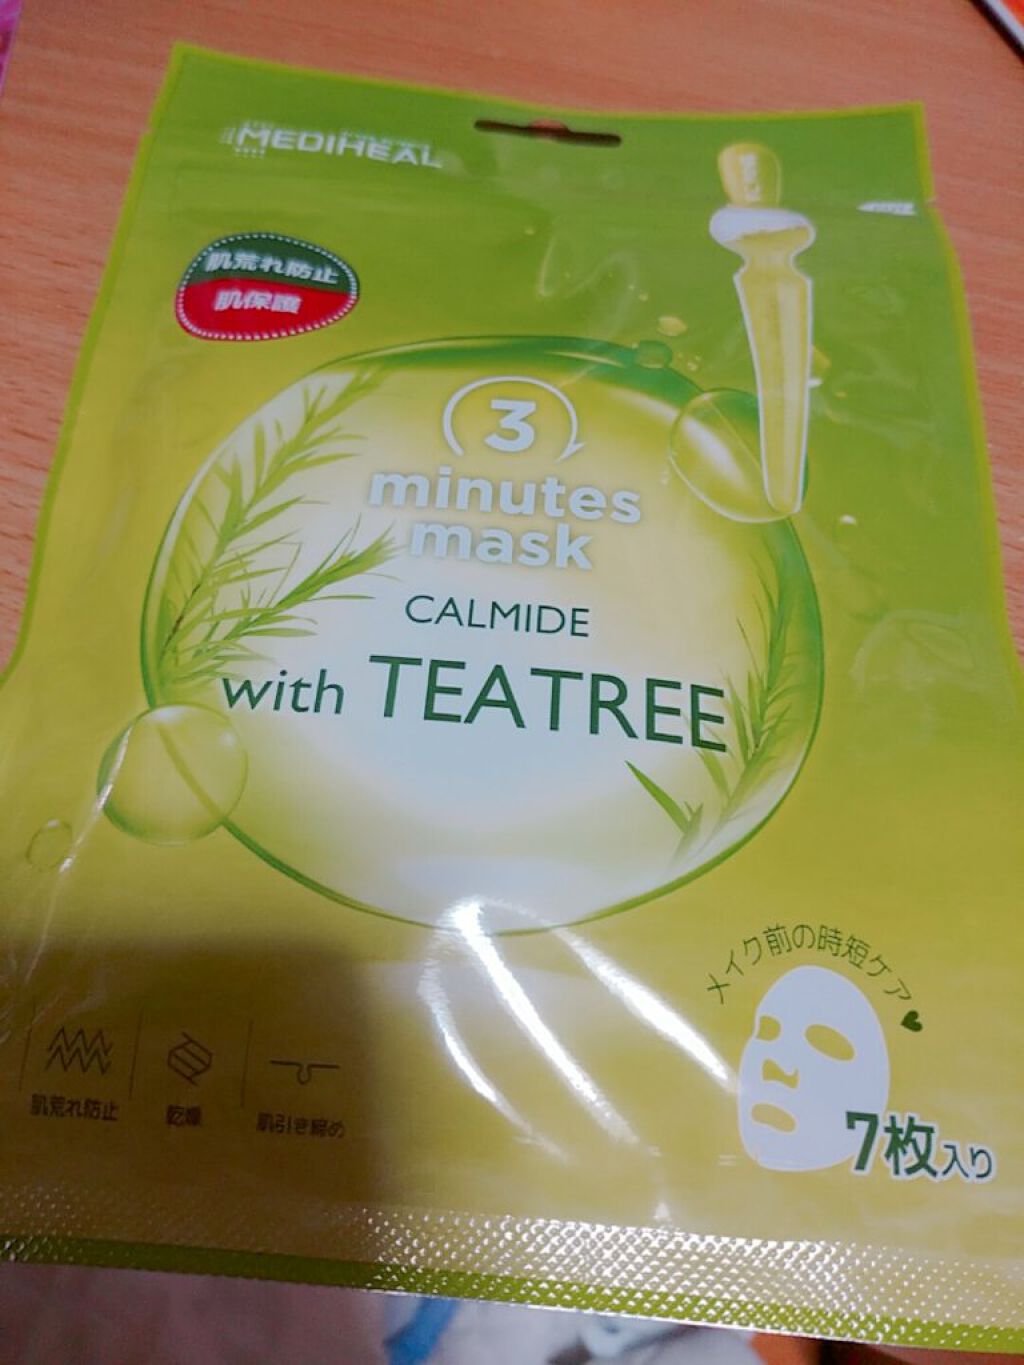 MEDIHEAL
肌荒れ防止
肌保護
3
minutes
mask
CALMIDE
with TEATREE
メイク前の時短ケア♥
7枚入り
肌荒れ防止
乾燥
肌引き締め